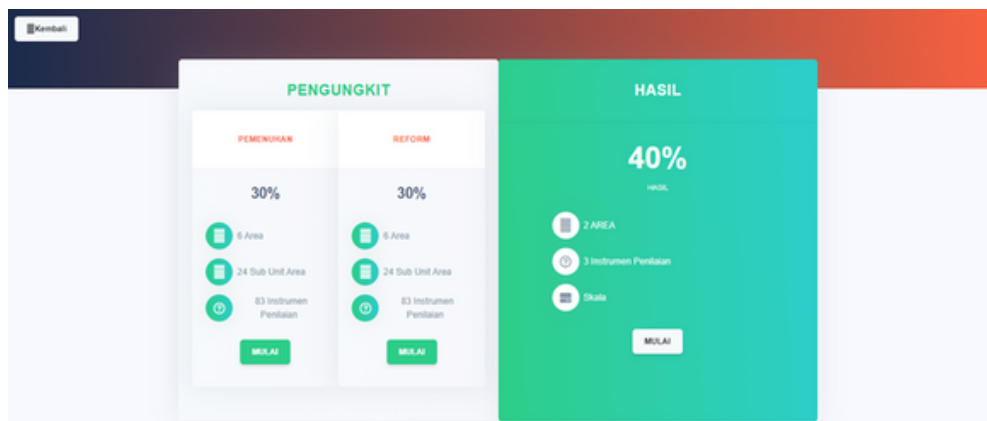 Kembali
PENGUNGKIT
PEMENUHAN
30%
6 Area
24 Sub Unit Area
83 Instrumen
Penilaian
MULAI
REFORM
30%
6 Area
24 Sub Unit Area
83 Instrumen
Penilaian
MULAI
HASIL
40%
HASIL
2 AREA
3 Instrumen Penilaian
Skala
MULAI